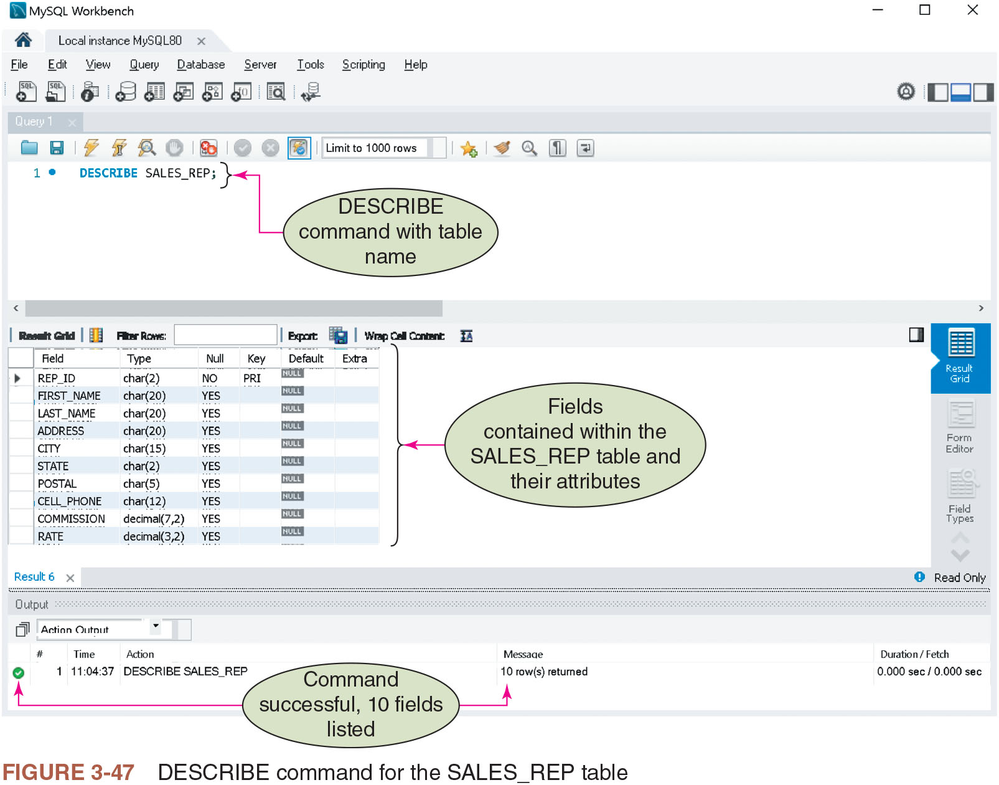 MySQL Workbench
Local instance MySQL80
File Edit View Query Database Server Tools Scripting Help
SQL SQL f()
Query 1
Limit to 1000 rows
1 DESCRIBE SALES_REP;
DESCRIBE
command with table
name
Result Grid Filter Rows: Export: Wrap Cell Content:
Field Type Null Key Default Extra
REP_ID char(2) NO PRI NULL
FIRST_NAME char(20) YES NULL
LAST_NAME char(20) YES NULL
ADDRESS char(20) YES NULL
CITY char(15) YES NULL
STATE char(2) YES NULL
POSTAL char(5) YES NULL
CELL_PHONE char(12) YES NULL
COMMISSION decimal(7,2) YES NULL
RATE decimal(3,2) YES NULL
Fields
contained within the
SALES_REP table and
their attributes
Result
Grid
Form
Editor
Field
Types
Result 6
Read Only
Output
Action Output
# Time Action Message Duration / Fetch
1 11:04:37 DESCRIBE SALES_REP 10 row(s) returned 0.000 sec / 0.000 sec
Command
successful, 10 fields
listed
FIGURE 3-47 DESCRIBE command for the SALES_REP table